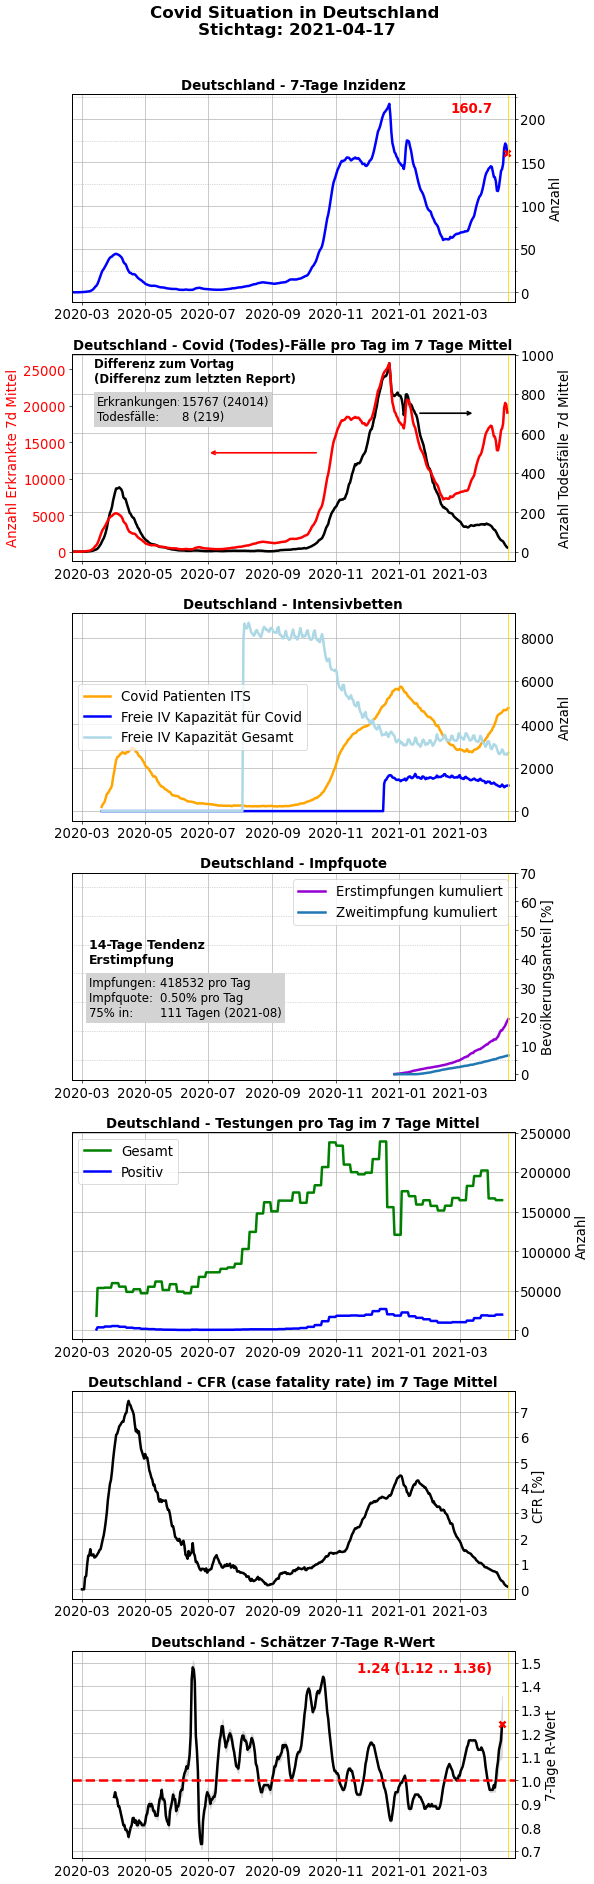 Covid Situation in Deutschland
Stichtag: 2021-04-17
Deutschland - 7-Tage Inzidenz
160.7
200
150
100
50
0
Anzahl
2020-03 2020-05 2020-07 2020-09 2020-11 2021-01 2021-03
Deutschland - Covid (Todes)-Fälle pro Tag im 7 Tage Mittel
Differenz zum Vortag
(Differenz zum letzten Report)
Erkrankungen: 15767 (24014)
Todesfälle: 8 (219)
Anzahl Erkrankte 7d Mittel
25000
20000
15000
10000
5000
0
1000
800
600
400
200
0
Anzahl Todesfälle 7d Mittel
2020-03 2020-05 2020-07 2020-09 2020-11 2021-01 2021-03
Deutschland - Intensivbetten
Covid Patienten ITS
Freie IV Kapazität für Covid
Freie IV Kapazität Gesamt
8000
6000
4000
2000
0
Anzahl
2020-03 2020-05 2020-07 2020-09 2020-11 2021-01 2021-03
Deutschland - Impfquote
Erstimpfungen kumuliert
Zweitimpfung kumuliert
14-Tage Tendenz
Erstimpfung
Impfungen: 418532 pro Tag
Impfquote: 0.50% pro Tag
75% in: 111 Tagen (2021-08)
70
60
50
40
30
20
10
0
Bevölkerungsanteil [%]
2020-03 2020-05 2020-07 2020-09 2020-11 2021-01 2021-03
Deutschland - Testungen pro Tag im 7 Tage Mittel
Gesamt
Positiv
250000
200000
150000
100000
50000
0
Anzahl
2020-03 2020-05 2020-07 2020-09 2020-11 2021-01 2021-03
Deutschland - CFR (case fatality rate) im 7 Tage Mittel
7
6
5
4
3
2
1
0
CFR [%]
2020-03 2020-05 2020-07 2020-09 2020-11 2021-01 2021-03
Deutschland - Schätzer 7-Tage R-Wert
1.24 (1.12 .. 1.36)
1.5
1.4
1.3
1.2
1.1
1.0
0.9
0.8
0.7
7-Tage R-Wert
2020-03 2020-05 2020-07 2020-09 2020-11 2021-01 2021-03